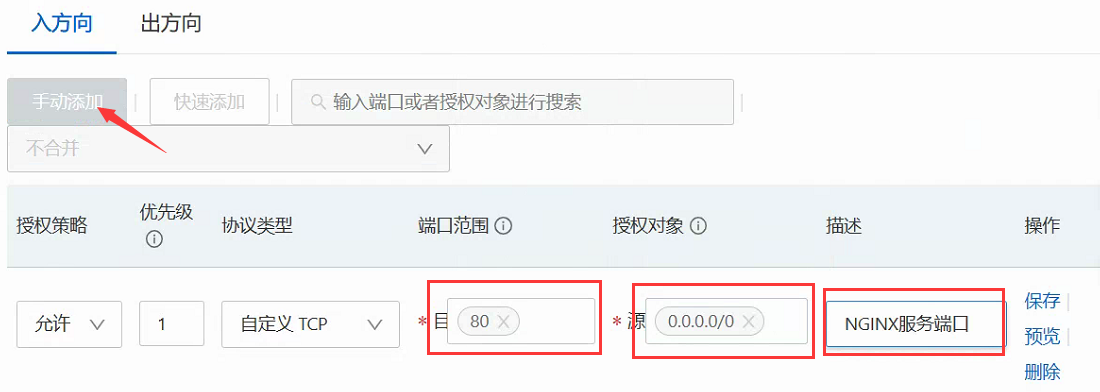 入方向 出方向
手动添加 快速添加 输入端口或者授权对象进行搜索
不合并
授权策略 优先级 协议类型 端口范围 授权对象 描述 操作
允许 1 自定义 TCP *目 80 *源 0.0.0.0/0 NGINX服务端口 保存
预览
删除